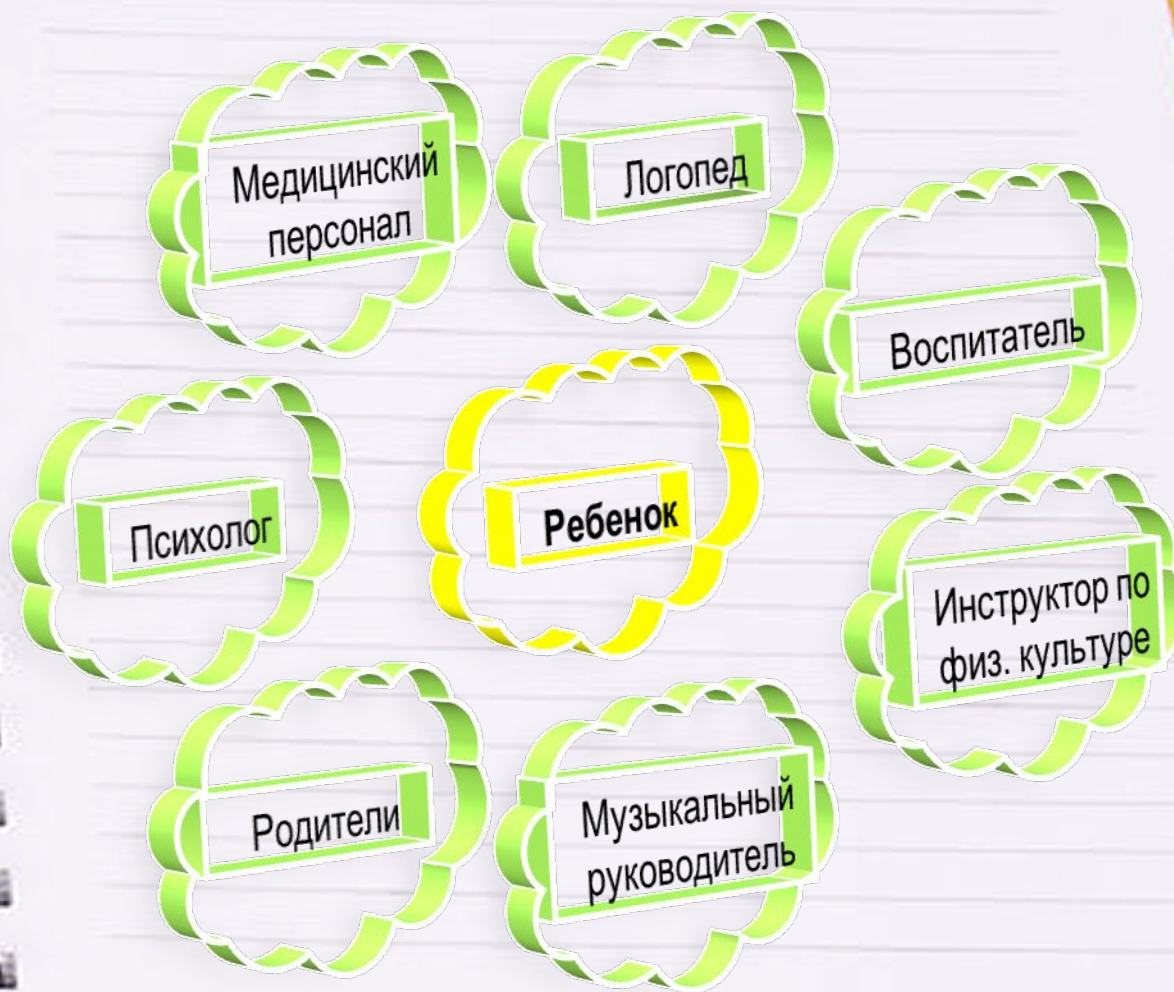 Медицинский
персонал
Логопед
Воспитатель
Психолог
Ребенок
Инструктор по
физ. культуре
Родители
Музыкальный
руководитель